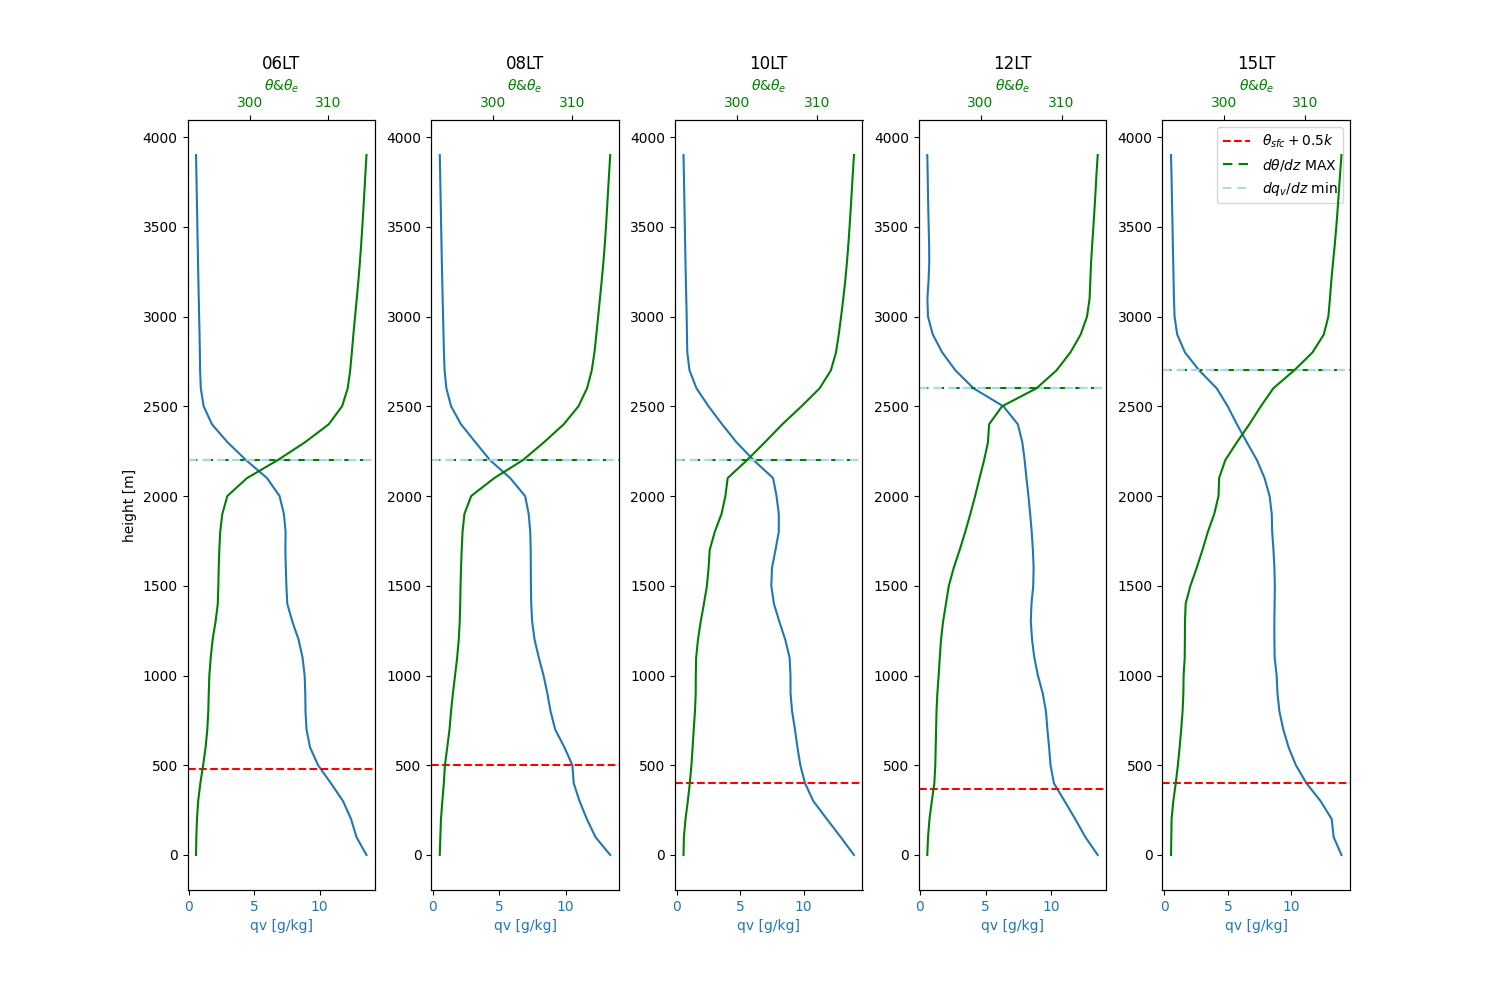 06LT 08LT 10LT 12LT 15LT
θ&θe θ&θe θ&θe θ&θe θ&θe
300 310 300 310 300 310 300 310 300 310
4000 4000 4000 4000 4000
θsfc + 0.5k
dθ/dz MAX
dqv/dz min
3500 3500 3500 3500 3500
3000 3000 3000 3000 3000
2500 2500 2500 2500 2500
height [m]
2000 2000 2000 2000 2000
1500 1500 1500 1500 1500
1000 1000 1000 1000 1000
500 500 500 500 500
0 0 0 0 0
0 5 10 0 5 10 0 5 10 0 5 10 0 5 10
qv [g/kg] qv [g/kg] qv [g/kg] qv [g/kg] qv [g/kg]